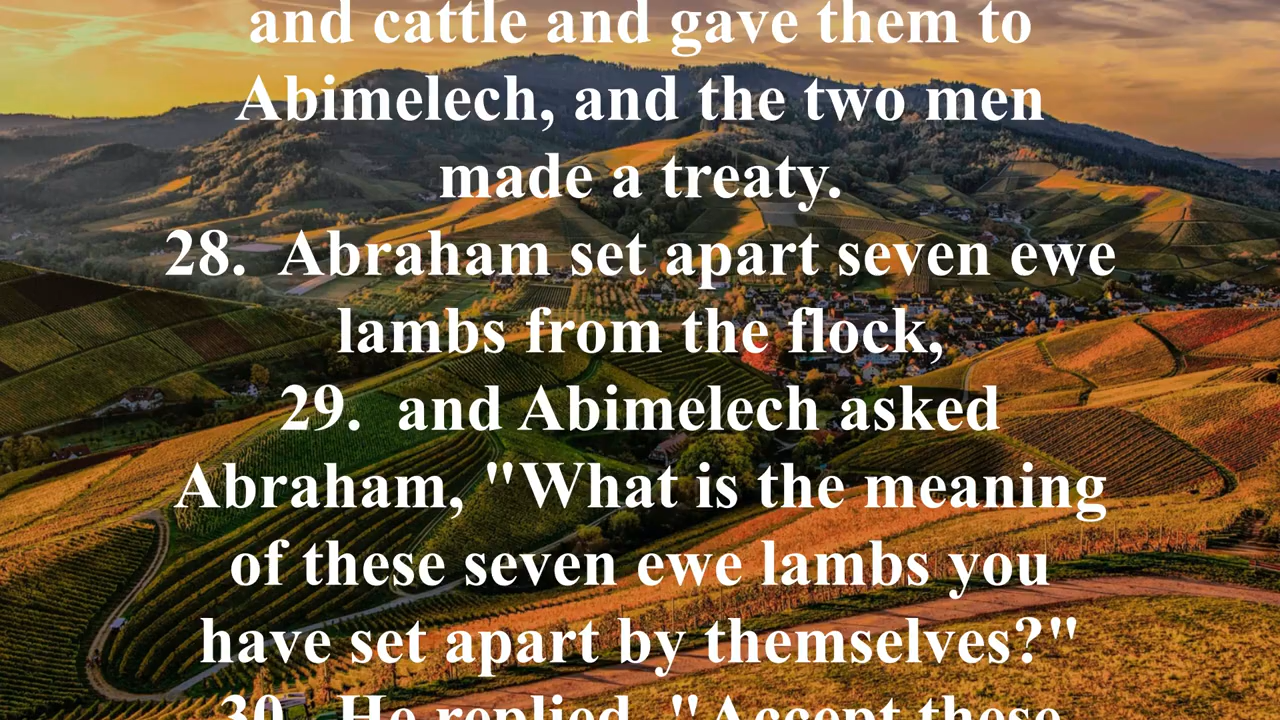 and cattle and gave them to
Abimelech, and the two men
made a treaty.
28.  Abraham set apart seven ewe
lambs from the flock,
29.  and Abimelech asked
Abraham, "What is the meaning
of these seven ewe lambs you
have set apart by themselves?"
30.  He replied, "Accept these